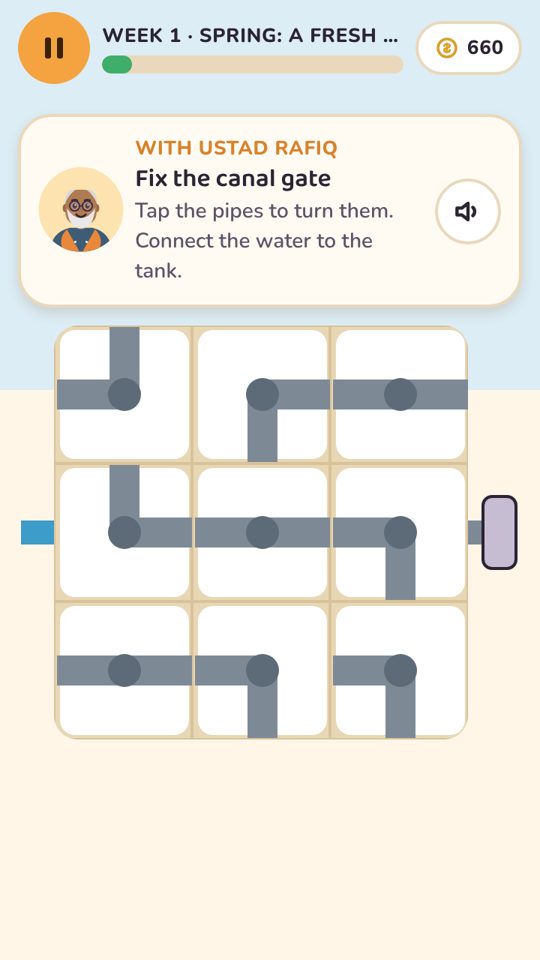 WEEK 1 · SPRING: A FRESH ...
660
WITH USTAD RAFIQ
Fix the canal gate
Tap the pipes to turn them.
Connect the water to the
tank.